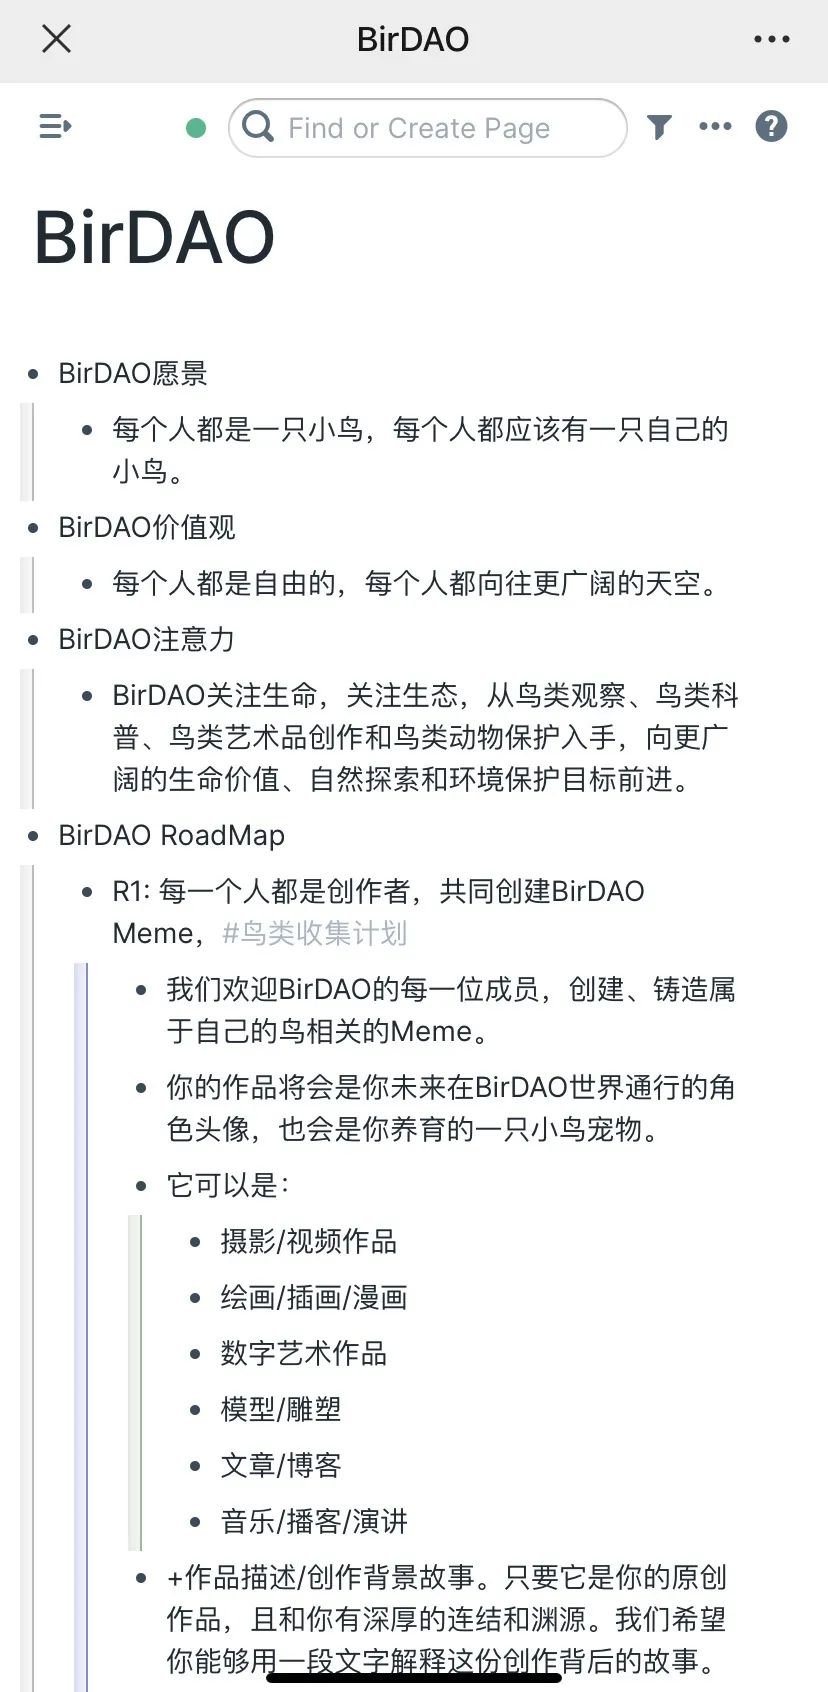 BirDAO
Find or Create Page
BirDAO
BirDAO愿景
每个人都是一只小鸟，每个人都应该有一只自己的
小鸟。
BirDAO价值观
每个人都是自由的，每个人都向往更广阔的天空。
BirDAO注意力
BirDAO关注生命，关注生态，从鸟类观察、鸟类科
普、鸟类艺术品创作和鸟类动物保护入手，向更广
阔的生命价值、自然探索和环境保护目标前进。
BirDAO RoadMap
R1: 每一个人都是创作者，共同创建BirDAO
Meme，#鸟类收集计划
我们欢迎BirDAO的每一位成员，创建、铸造属
于自己的鸟相关的Meme。
你的作品将会是你未来在BirDAO世界通行的角
色头像，也会是你养育的一只小鸟宠物。
它可以是：
摄影/视频作品
绘画/插画/漫画
数字艺术作品
模型/雕塑
文章/博客
音乐/播客/演讲
+作品描述/创作背景故事。只要它是你的原创
作品，且和你有深厚的连结和渊源。我们希望
你能够用一段文字解释这份创作背后的故事。